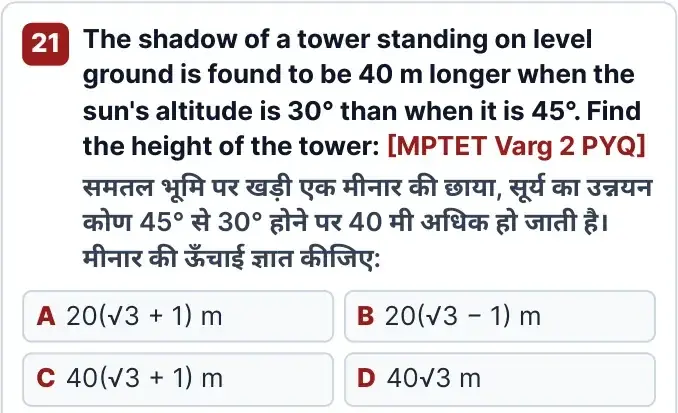 21 The shadow of a tower standing on level
ground is found to be 40 m longer when the
sun's altitude is 30° than when it is 45°. Find
the height of the tower: [MPTET Varg 2 PYQ]
समतल भूमि पर खड़ी एक मीनार की छाया, सूर्य का उन्नयन
कोण 45° से 30° होने पर 40 मी अधिक हो जाती है।
मीनार की ऊँचाई ज्ञात कीजिए:
A 20(√3 + 1) m
B 20(√3 − 1) m
C 40(√3 + 1) m
D 40√3 m